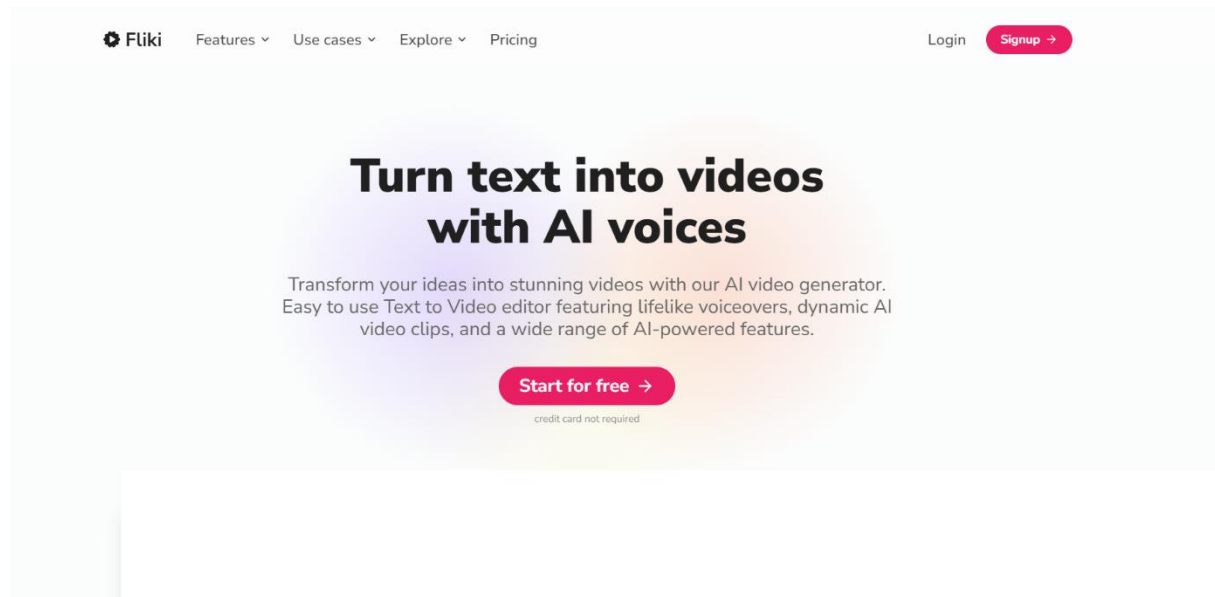 Fliki Features Use cases Explore Pricing Login Signup →
Turn text into videos
with AI voices
Transform your ideas into stunning videos with our AI video generator.
Easy to use Text to Video editor featuring lifelike voiceovers, dynamic AI
video clips, and a wide range of AI-powered features.
Start for free →
credit card not required